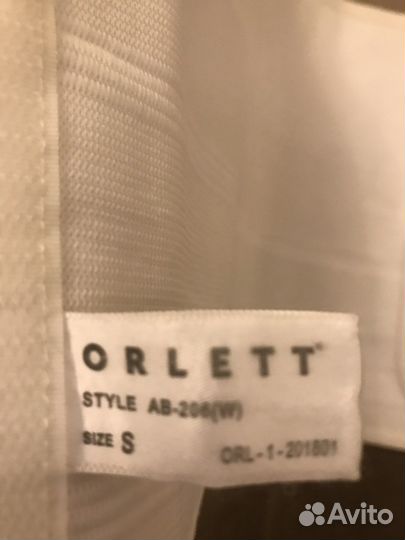 ORLETT
STYLE AB-206(W)
SIZE S
ORL-1-201801
Avito